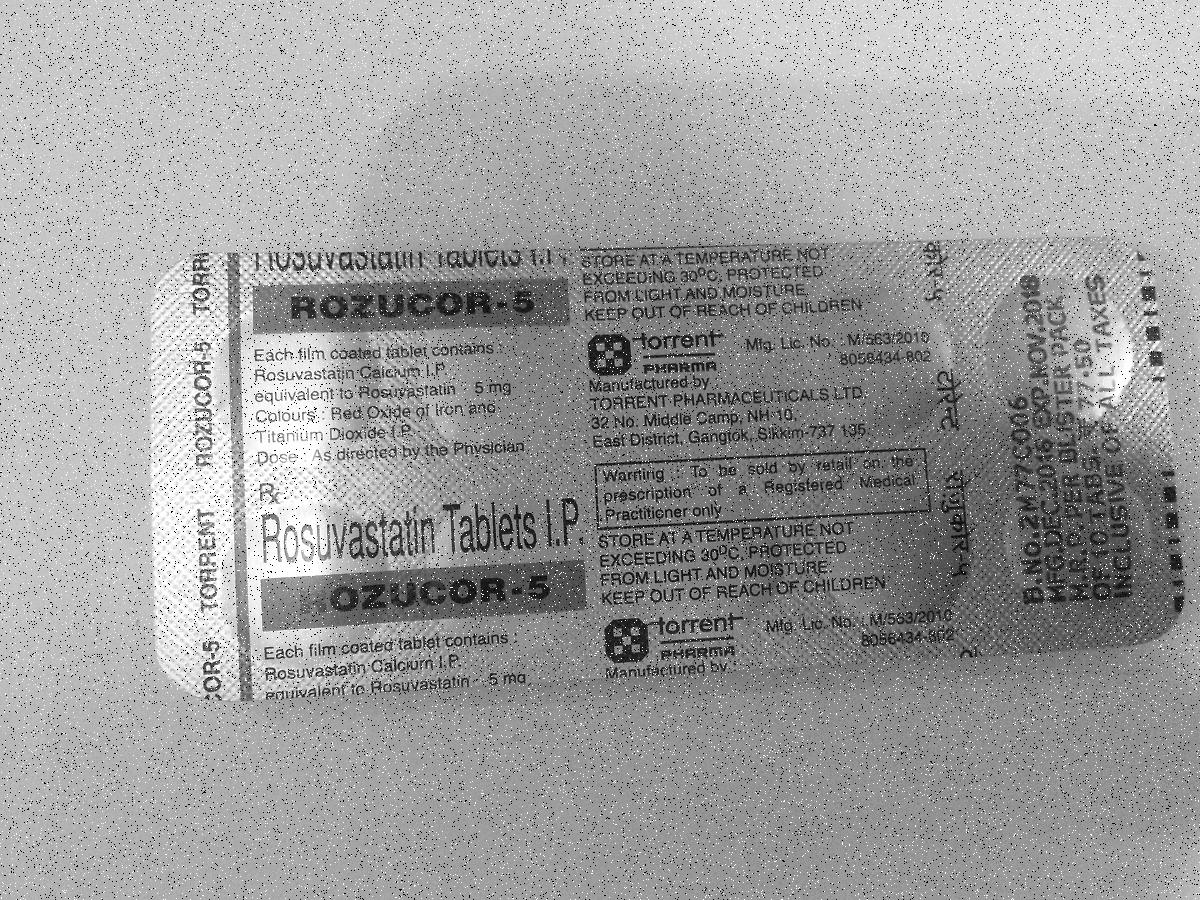 TORRENT ROZUCOR-5
Rosuvastatin Tablets I.P.
ROZUCOR-5
Each film coated tablet contains :
Rosuvastatin Calcium I.P.
equivalent to Rosuvastatin 5 mg
Colours : Red Oxide of Iron and
Titanium Dioxide I.P.
Dose : As directed by the Physician
Rx
Rosuvastatin Tablets I.P.
ROZUCOR-5
Each film coated tablet contains :
Rosuvastatin Calcium I.P.
equivalent to Rosuvastatin 5 mg
STORE AT A TEMPERATURE NOT
EXCEEDING 30°C, PROTECTED
FROM LIGHT AND MOISTURE.
KEEP OUT OF REACH OF CHILDREN
torrent
PHARMA
Mfg. Lic. No. : M/563/2010
8056434-802
Manufactured by :
TORRENT PHARMACEUTICALS LTD.
32 No. Middle Camp, NH-10,
East District, Gangtok, Sikkim-737 135.
Warning : To be sold by retail on the
prescription of a Registered Medical
Practitioner only
STORE AT A TEMPERATURE NOT
EXCEEDING 30°C, PROTECTED
FROM LIGHT AND MOISTURE.
KEEP OUT OF REACH OF CHILDREN
torrent
PHARMA
Mfg. Lic. No. : M/563/2010
8056434-802
Manufactured by :
B.NO.2M77C006
MFG.DEC.2016 EXP.NOV.2018
M.R.P. PER BLISTER PACK
OF 10 TABS. ₹ 77.50
INCLUSIVE OF ALL TAXES